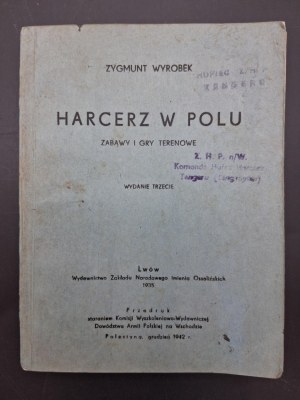 ZYGMUNT WYROBEK
HARCERZ W POLU
ZABAWY I GRY TERENOWE
Z. H. P. n/W.
Komenda
WYDANIE TRZECIE
Lwów
Wydawnictwo Zakładu Narodowego imienia Ossolińskich
Przedruk
staraniem Komisji Wyszkoleniowo-Wydawniczej
Dowództwa Armii Polskiej na Wschodzie
Palestyna, grudzień 1942 r.